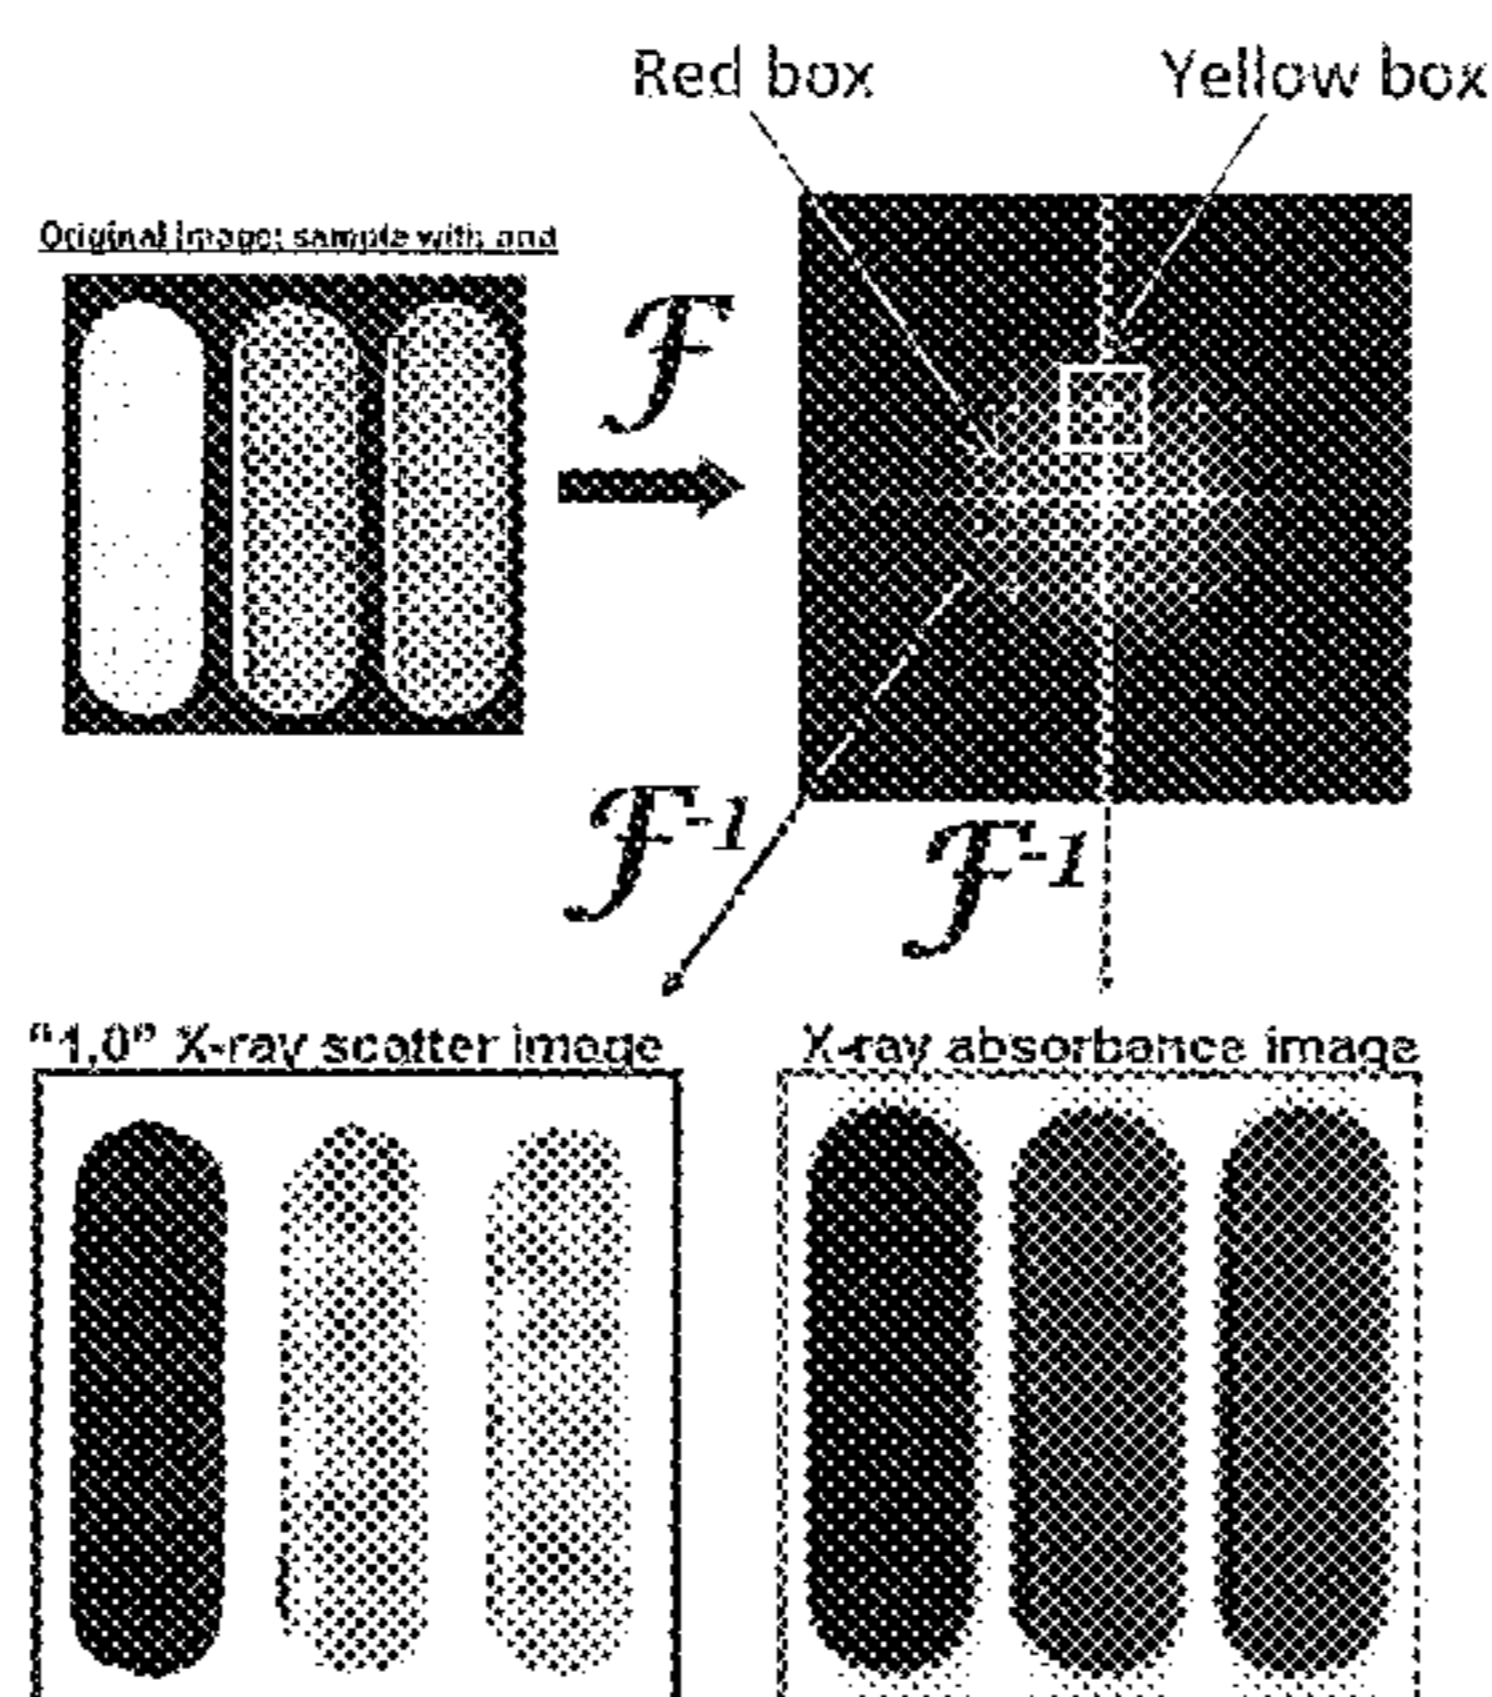 Red box
Yellow box
Original image: sample with and
ℱ
ℱ-1
ℱ-1
“1,0” X-ray scatter image
X-ray absorbance image